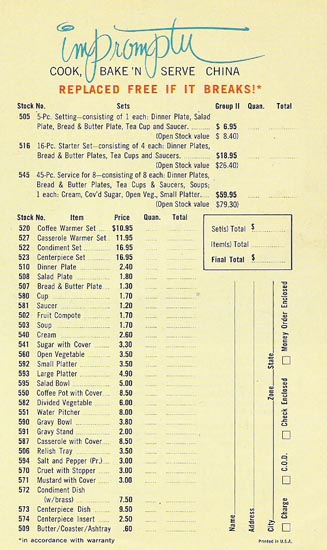 impromptu
COOK, BAKE 'N SERVE CHINA
REPLACED FREE IF IT BREAKS!*
Stock No. Sets Group II Quan. Total
505 5-Pc. Setting—consisting of 1 each: Dinner Plate, Salad
Plate, Bread & Butter Plate, Tea Cup and Saucer. $ 6.95
(Open Stock value $ 8.40)
516 16-Pc. Starter Set—consisting of 4 each: Dinner Plates,
Bread & Butter Plates, Tea Cups and Saucers. $18.95
(Open Stock value $26.40)
545 45-Pc. Service for 8—consisting of 8 each: Dinner Plates,
Bread & Butter Plates, Tea Cups & Saucers, Soups;
1 each: Cream, Cov'd Sugar, Open Veg., Small Platter. $59.95
(Open Stock value $79.30)
Stock No. Item Price Quan. Total
520 Coffee Warmer Set $10.95
527 Casserole Warmer Set 11.95
522 Condiment Set 16.95
523 Centerpiece Set 16.95
510 Dinner Plate 2.40
508 Salad Plate 1.80
507 Bread & Butter Plate 1.30
580 Cup 1.70
581 Saucer 1.20
502 Fruit Compote 1.70
503 Soup 1.70
540 Cream 2.60
541 Sugar with Cover 3.30
560 Open Vegetable 3.50
592 Small Platter 3.50
593 Large Platter 4.90
595 Salad Bowl 5.00
550 Coffee Pot with Cover 8.50
582 Divided Vegetable 6.00
551 Water Pitcher 8.00
590 Gravy Bowl 3.80
591 Gravy Stand 2.00
587 Casserole with Cover 8.50
506 Relish Tray 3.50
594 Salt and Pepper (Pr.) 3.00
570 Cruet with Stopper 3.00
571 Mustard with Cover 3.00
572 Condiment Dish
(w/brass) 7.50
573 Centerpiece Dish 9.50
574 Centerpiece Insert 2.50
509 Butter/Coaster/Ashtray .60
*in accordance with warranty
Set(s) Total $
Item(s) Total
Final Total $
Name
Address
City Zone State
Charge C.O.D. Check Enclosed Money Order Enclosed
Printed in U.S.A.